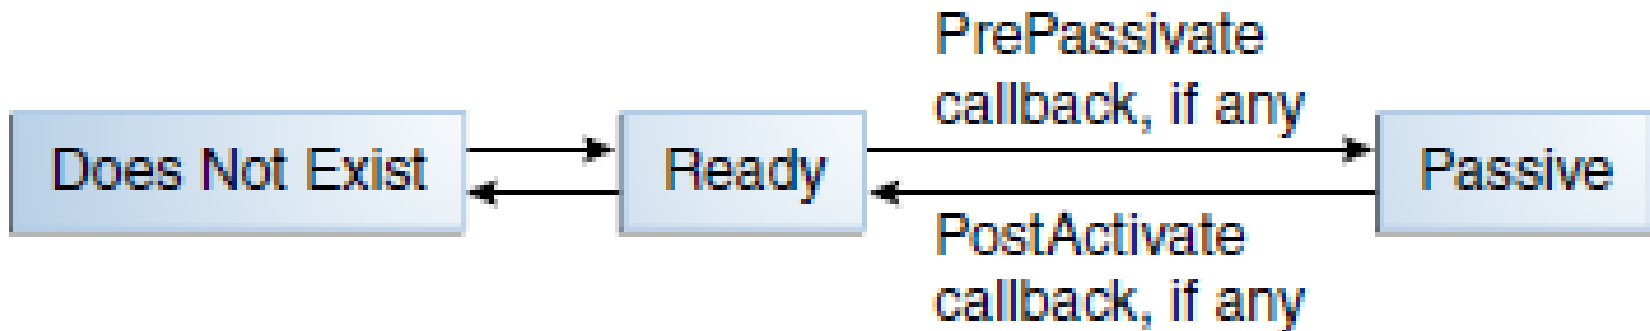 PrePassivate
callback, if any
Does Not Exist
Ready
Passive
PostActivate
callback, if any